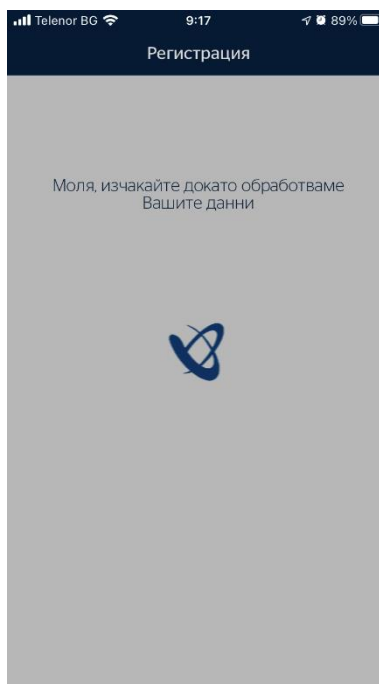 Telenor BG 9:17 89%
Регистрация
Моля, изчакайте докато обработваме
Вашите данни